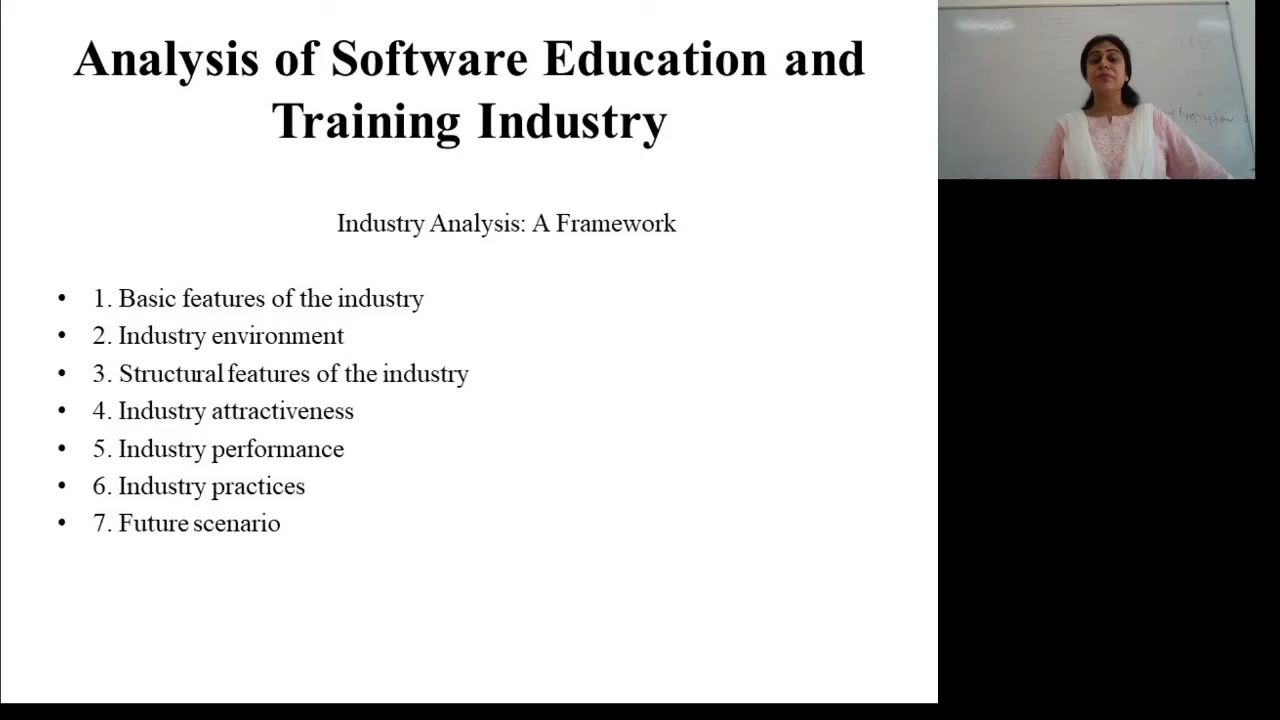 Analysis of Software Education and
Training Industry
Industry Analysis: A Framework
• 1. Basic features of the industry
• 2. Industry environment
• 3. Structural features of the industry
• 4. Industry attractiveness
• 5. Industry performance
• 6. Industry practices
• 7. Future scenario